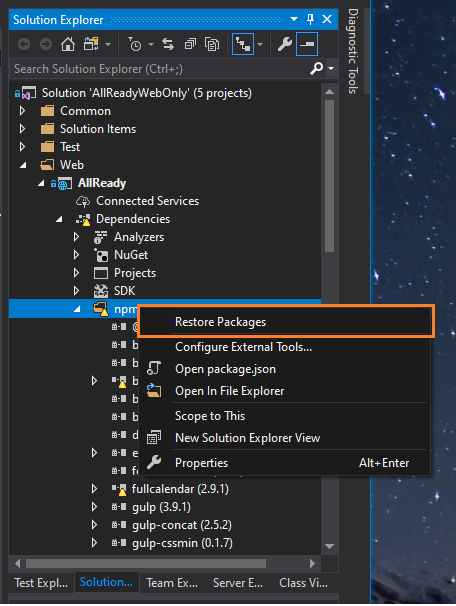 Solution Explorer
Search Solution Explorer (Ctrl+;)
Solution 'AllReadyWebOnly' (5 projects)
Common
Solution Items
Test
Web
AllReady
Connected Services
Dependencies
Analyzers
NuGet
Projects
SDK
npm
Restore Packages
Configure External Tools...
Open package.json
Open In File Explorer
Scope to This
New Solution Explorer View
Properties Alt+Enter
fullcalendar (2.9.1)
gulp (3.9.1)
gulp-concat (2.5.2)
gulp-cssmin (0.1.7)
Test Expl... Solution... Team Ex... Server E... Class Vi...
Diagnostic Tools